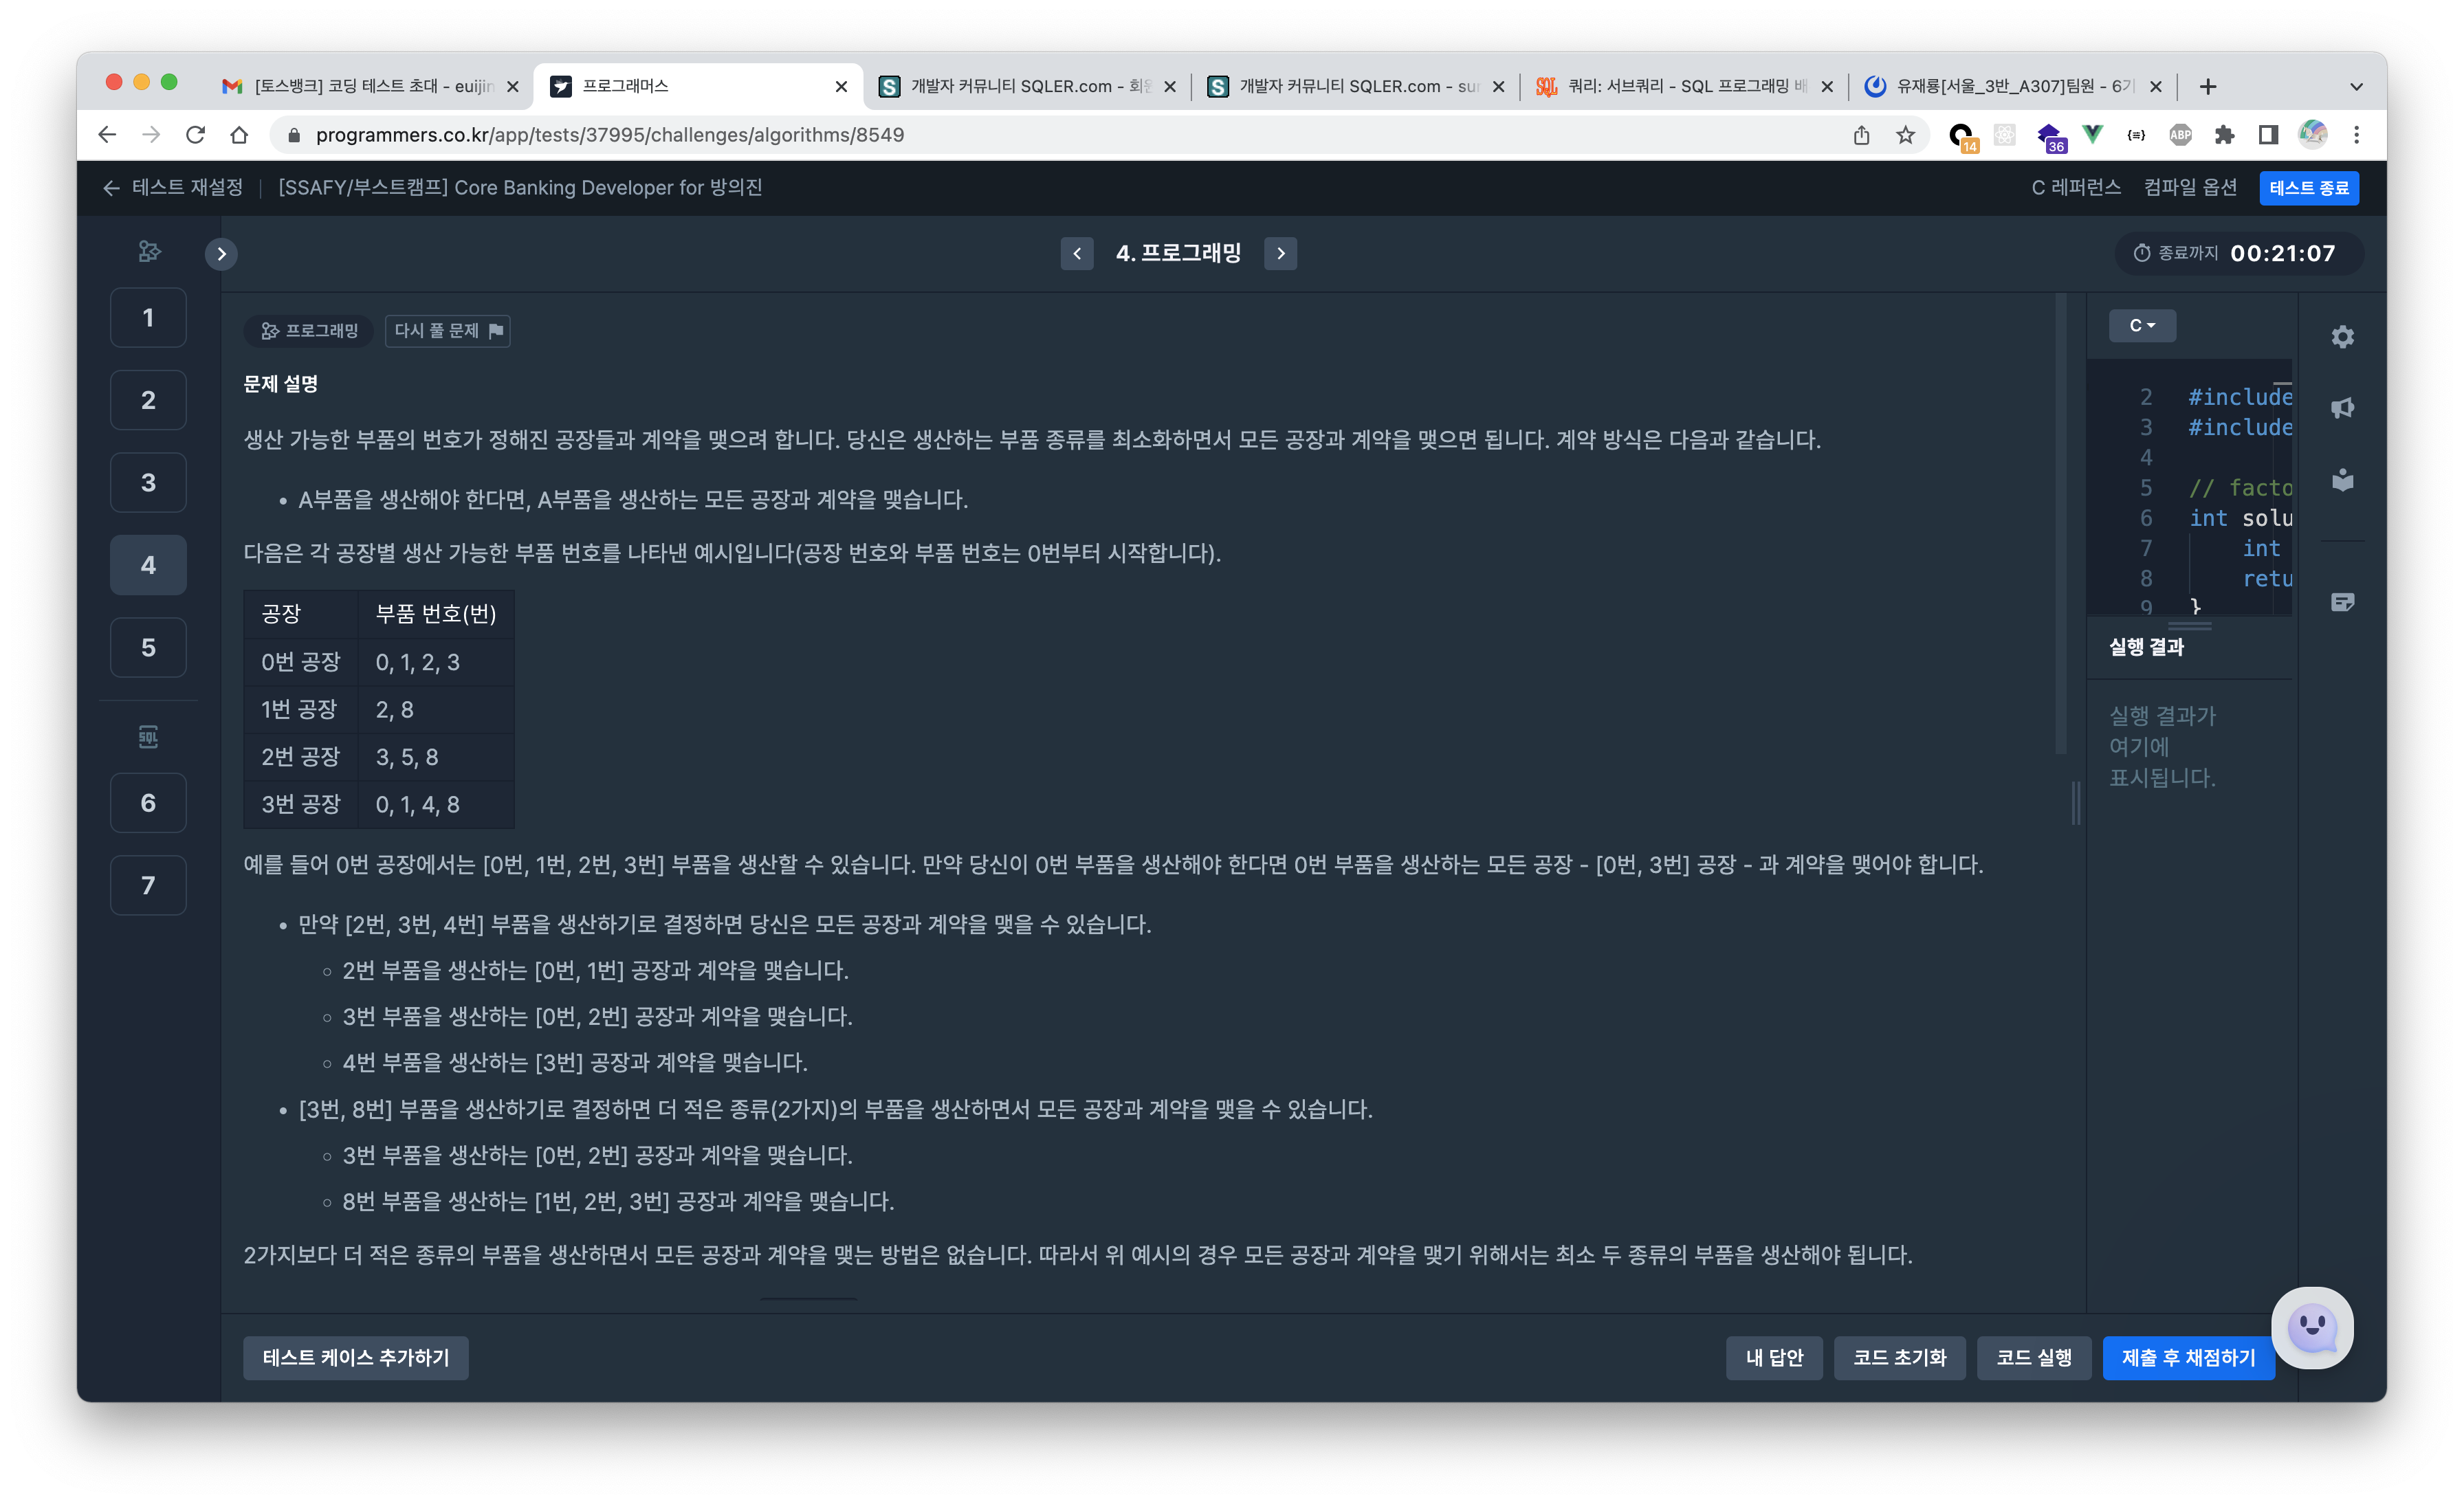 [토스뱅크] 코딩 테스트 초대 - euijin
프로그래머스
개발자 커뮤니티 SQLER.com - 회원
개발자 커뮤니티 SQLER.com - sur
쿼리: 서브쿼리 - SQL 프로그래밍 배
유재룡[서울_3반_A307]팀원 - 6기
programmers.co.kr/app/tests/37995/challenges/algorithms/8549
14
36
{≡}
ABP
테스트 재설정 | [SSAFY/부스트캠프] Core Banking Developer for 방의진
C 레퍼런스 컴파일 옵션 테스트 종료
4. 프로그래밍
종료까지 00:21:07
1
2
3
4
5
SQL
6
7
프로그래밍 다시 풀 문제
문제 설명
생산 가능한 부품의 번호가 정해진 공장들과 계약을 맺으려 합니다. 당신은 생산하는 부품 종류를 최소화하면서 모든 공장과 계약을 맺으면 됩니다. 계약 방식은 다음과 같습니다.
• A부품을 생산해야 한다면, A부품을 생산하는 모든 공장과 계약을 맺습니다.
다음은 각 공장별 생산 가능한 부품 번호를 나타낸 예시입니다(공장 번호와 부품 번호는 0번부터 시작합니다).
공장 부품 번호(번)
0번 공장 0, 1, 2, 3
1번 공장 2, 8
2번 공장 3, 5, 8
3번 공장 0, 1, 4, 8
예를 들어 0번 공장에서는 [0번, 1번, 2번, 3번] 부품을 생산할 수 있습니다. 만약 당신이 0번 부품을 생산해야 한다면 0번 부품을 생산하는 모든 공장 - [0번, 3번] 공장 - 과 계약을 맺어야 합니다.
• 만약 [2번, 3번, 4번] 부품을 생산하기로 결정하면 당신은 모든 공장과 계약을 맺을 수 있습니다.
◦ 2번 부품을 생산하는 [0번, 1번] 공장과 계약을 맺습니다.
◦ 3번 부품을 생산하는 [0번, 2번] 공장과 계약을 맺습니다.
◦ 4번 부품을 생산하는 [3번] 공장과 계약을 맺습니다.
• [3번, 8번] 부품을 생산하기로 결정하면 더 적은 종류(2가지)의 부품을 생산하면서 모든 공장과 계약을 맺을 수 있습니다.
◦ 3번 부품을 생산하는 [0번, 2번] 공장과 계약을 맺습니다.
◦ 8번 부품을 생산하는 [1번, 2번, 3번] 공장과 계약을 맺습니다.
2가지보다 더 적은 종류의 부품을 생산하면서 모든 공장과 계약을 맺는 방법은 없습니다. 따라서 위 예시의 경우 모든 공장과 계약을 맺기 위해서는 최소 두 종류의 부품을 생산해야 됩니다.
C
2 #include
3 #include
4
5 // facto
6 int solu
7 int
8 retu
9 }
실행 결과
실행 결과가
여기에
표시됩니다.
테스트 케이스 추가하기
내 답안 코드 초기화 코드 실행 제출 후 채점하기